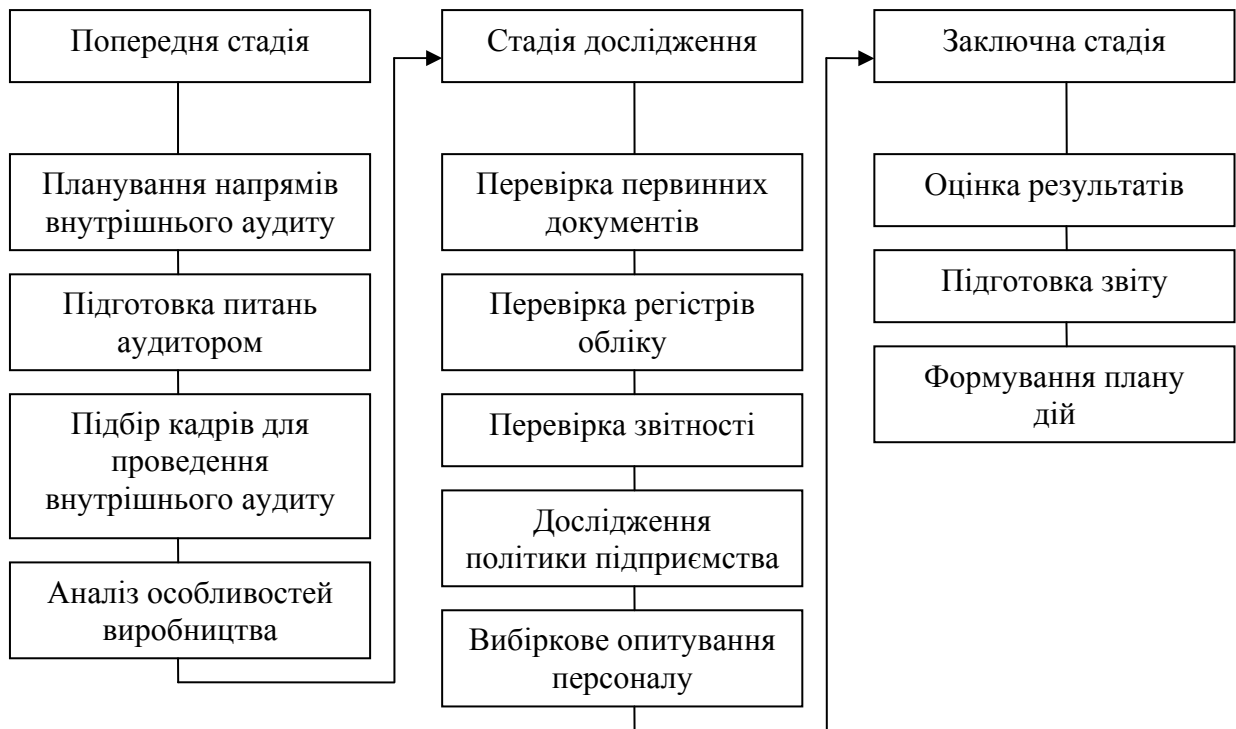 Попередня стадія
Планування напрямів
внутрішнього аудиту
Підготовка питань
аудитором
Підбір кадрів для
проведення
внутрішнього аудиту
Аналіз особливостей
виробництва
Стадія дослідження
Перевірка первинних
документів
Перевірка регістрів
обліку
Перевірка звітності
Дослідження
політики підприємства
Вибіркове опитування
персоналу
Заключна стадія
Оцінка результатів
Підготовка звіту
Формування плану
дій